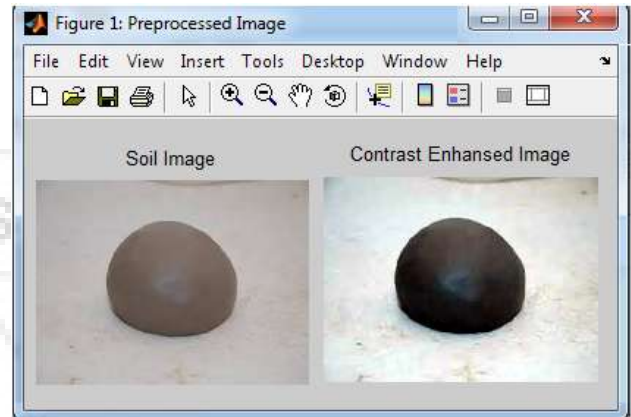 Figure 1: Preprocessed Image
File Edit View Insert Tools Desktop Window Help
Soil Image
Contrast Enhansed Image